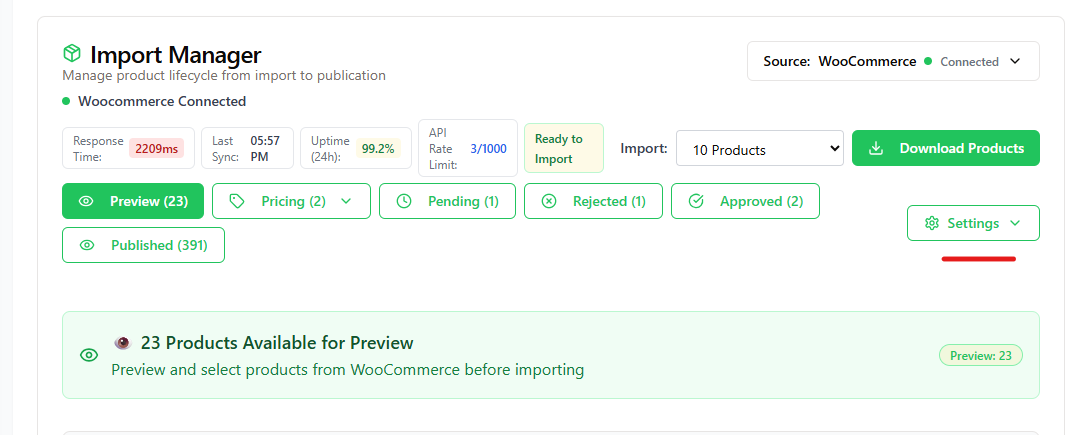 Import Manager
Manage product lifecycle from import to publication
Source: WooCommerce Connected
Woocommerce Connected
Response Time: 2209ms
Last Sync: 05:57 PM
Uptime (24h): 99.2%
API Rate Limit: 3/1000
Ready to Import
Import: 10 Products
Download Products
Preview (23)
Pricing (2)
Pending (1)
Rejected (1)
Approved (2)
Published (391)
Settings
23 Products Available for Preview
Preview and select products from WooCommerce before importing
Preview: 23